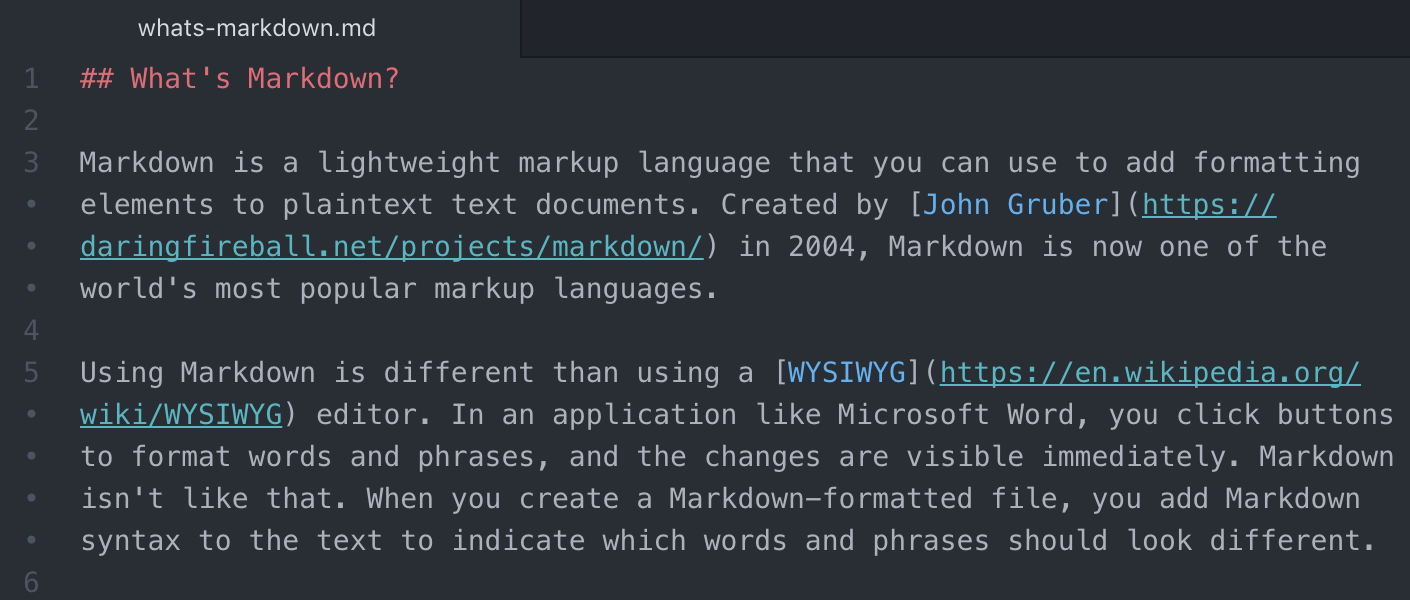 whats-markdown.md
1 ## What's Markdown?
2
3 Markdown is a lightweight markup language that you can use to add formatting
• elements to plaintext text documents. Created by [John Gruber](https://
• daringfireball.net/projects/markdown/) in 2004, Markdown is now one of the
• world's most popular markup languages.
4
5 Using Markdown is different than using a [WYSIWYG](https://en.wikipedia.org/
• wiki/WYSIWYG) editor. In an application like Microsoft Word, you click buttons
• to format words and phrases, and the changes are visible immediately. Markdown
• isn't like that. When you create a Markdown-formatted file, you add Markdown
• syntax to the text to indicate which words and phrases should look different.
6